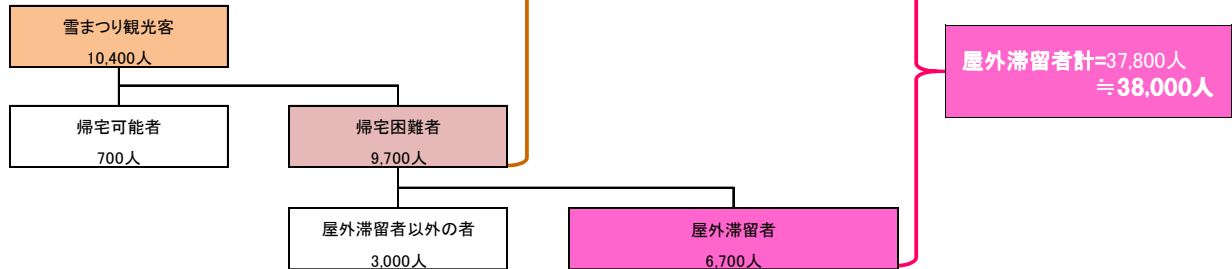 雪まつり観光客
10,400人
屋外滞留者計=37,800人
≒38,000人
帰宅可能者
700人
帰宅困難者
9,700人
屋外滞留者以外の者
3,000人
屋外滞留者
6,700人